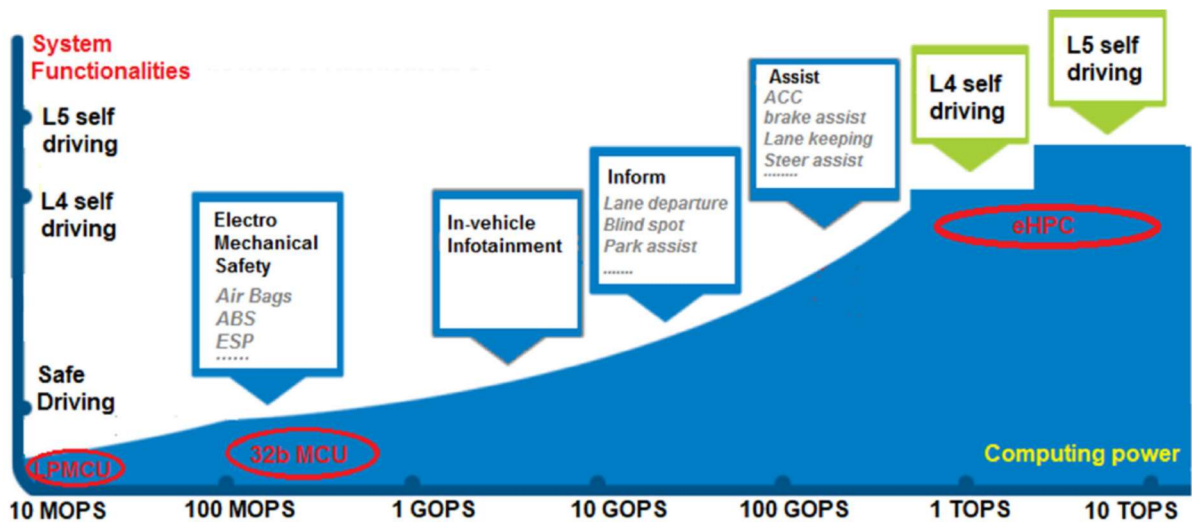 System
Functionalities
L5 self
driving
L4 self
driving
Safe
Driving
Electro
Mechanical
Safety
Air Bags
ABS
ESP
......
In-vehicle
Infotainment
Inform
Lane departure
Blind spot
Park assist
.......
Assist
ACC
brake assist
Lane keeping
Steer assist
........
L4 self
driving
L5 self
driving
eHPC
LPMCU
32b MCU
Computing power
10 MOPS
100 MOPS
1 GOPS
10 GOPS
100 GOPS
1 TOPS
10 TOPS